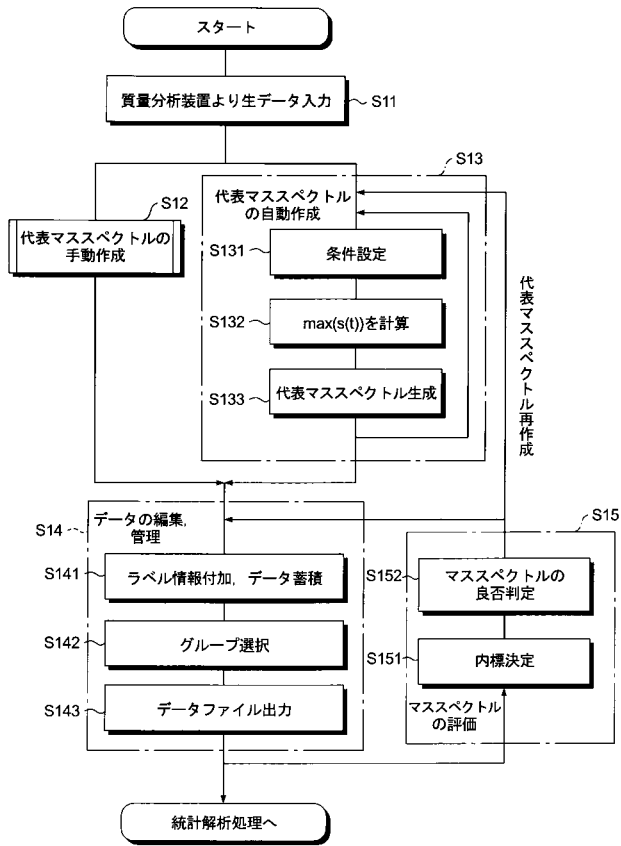 スタート
質量分析装置より生データ入力
S11
S13
S12
代表マススペクトルの
手動作成
代表マススペクトル
の自動作成
S131
条件設定
S132
max(s(t))を計算
S133
代表マススペクトル生成
代表マススペクトル再作成
S14
データの編集,
管理
S15
S141
ラベル情報付加,データ蓄積
S152
マススペクトルの
良否判定
S142
グループ選択
S151
内標決定
S143
データファイル出力
マススペクトル
の評価
統計解析処理へ